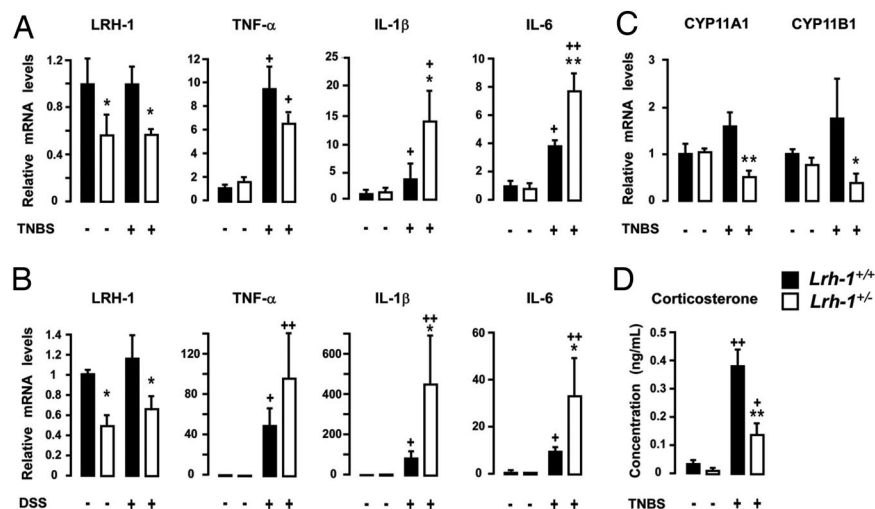 A
LRH-1 TNF-α IL-1β IL-6
Relative mRNA levels
1.2 0.8 0.4 0
12 10 8 6 4 2 0
25 20 15 10 5 0
10 8 6 4 2 0
* *
+ +
+ + *
+ ++ **
TNBS - - + + - - + + - - + + - - + +
C
CYP11A1 CYP11B1
Relative mRNA levels
3 2 1 0
** *
TNBS - - + + - - + +
B
LRH-1 TNF-α IL-1β IL-6
Relative mRNA levels
1.4 1.2 1 0.8 0.6 0.4 0.2 0
120 80 40 0
600 400 200 0
60 40 20 0
* *
+ ++
+ ++ *
+ ++ *
DSS - - + + - - + + - - + + - - + +
D
Lrh-1+/+
Lrh-1+/-
Corticosterone
Concentration (ng/mL)
0.5 0.4 0.3 0.2 0.1 0
++ + **
TNBS - - + +